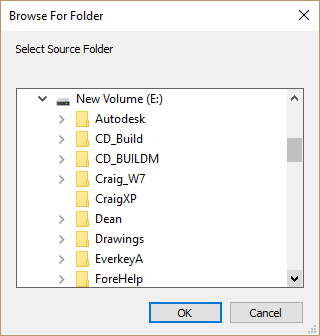 Browse For Folder
Select Source Folder
New Volume (E:)
Autodesk
CD_Build
CD_BUILDM
Craig_W7
CraigXP
Dean
Drawings
EverkeyA
ForeHelp
OK
Cancel